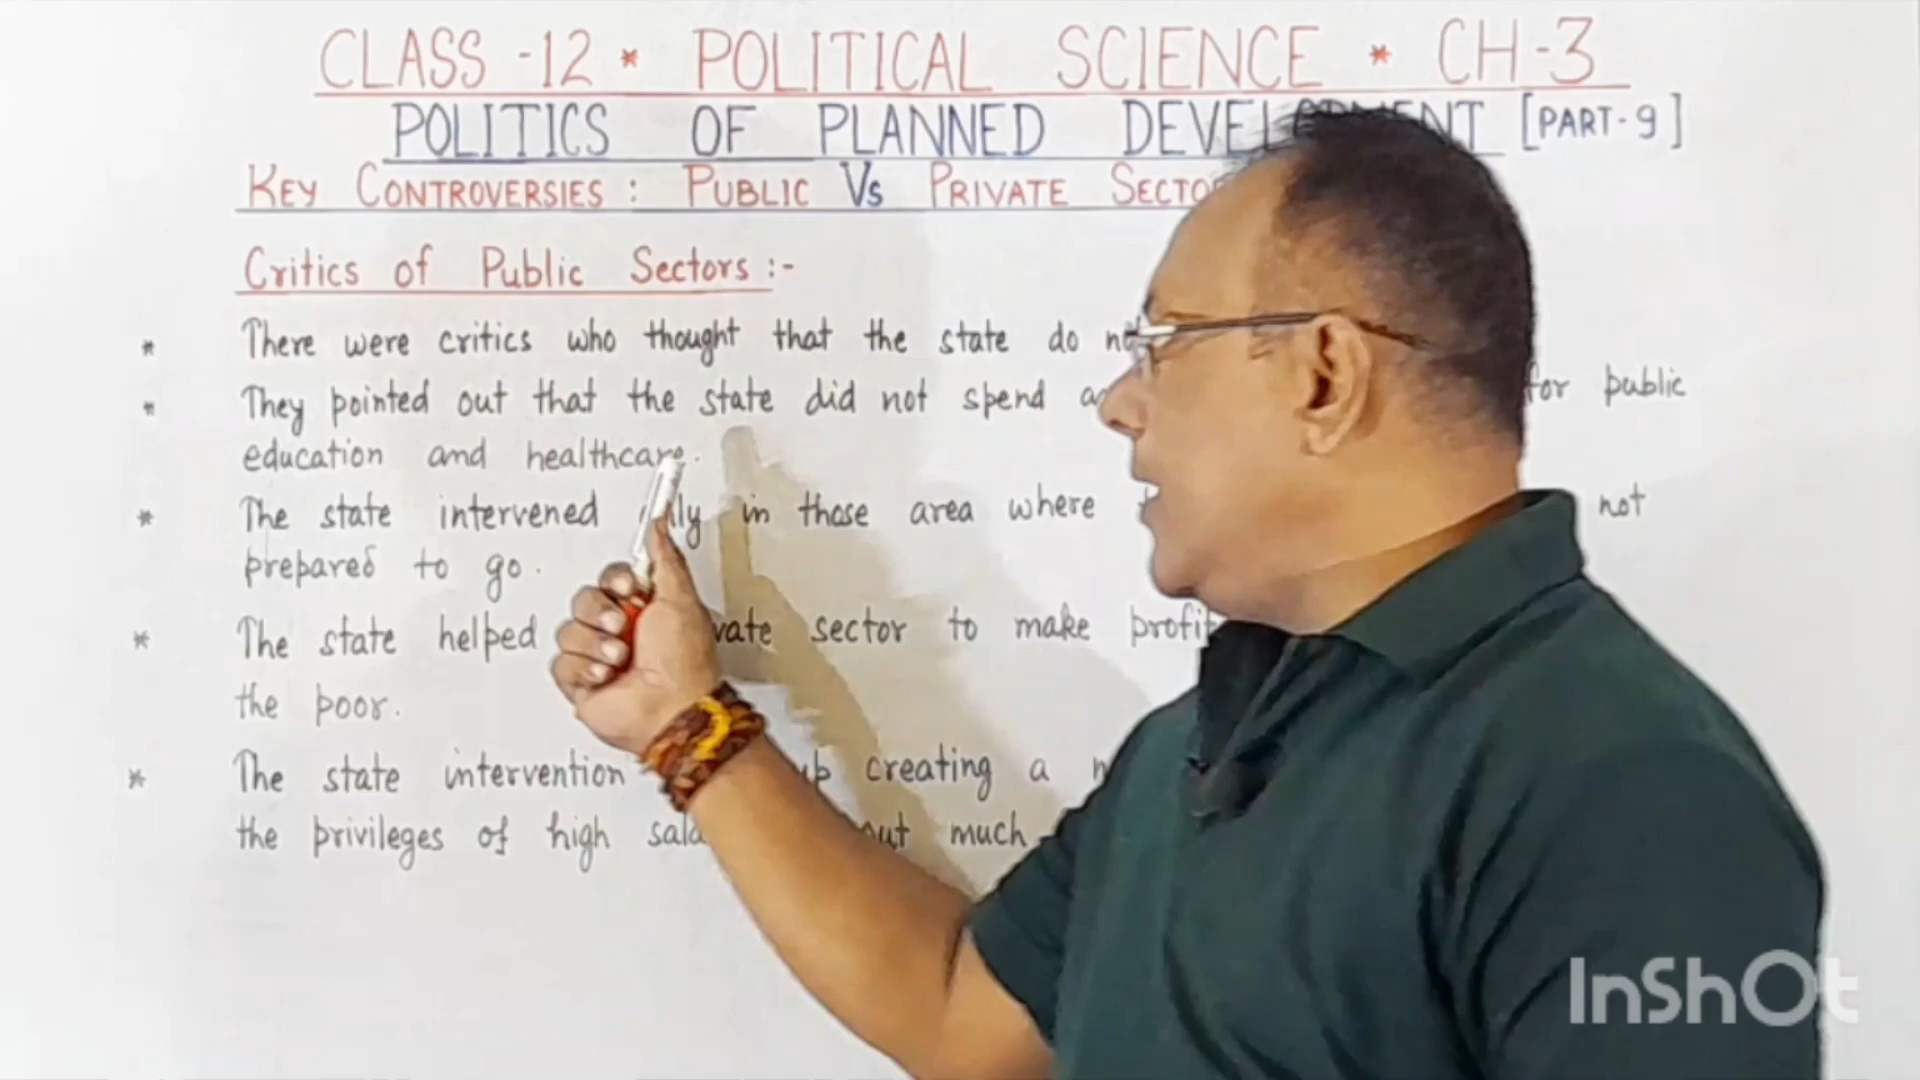 CLASS -12 * POLITICAL SCIENCE * CH-3
POLITICS OF PLANNED DEVELOPMENT [PART-9]
KEY CONTROVERSIES : PUBLIC Vs PRIVATE SECTO
Critics of Public Sectors :-
* There were critics who thought that the state do
* They pointed out that the state did not spend for public
education and healthcare.
* The state intervened in those area where not
prepared to go.
* The state helped sector to make
the poor.
* The state intervention creating a
the privileges of high much
InShOt